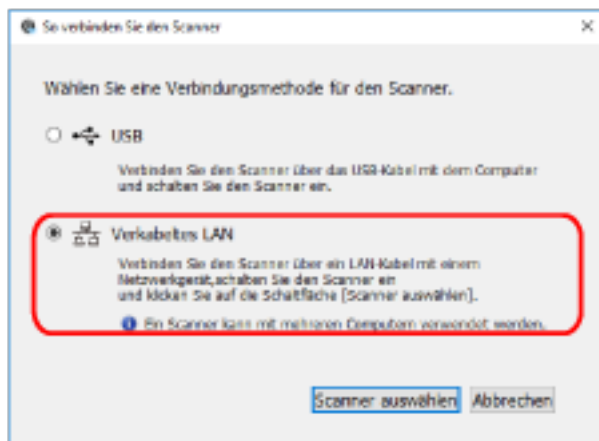 So verbinden Sie den Scanner
Wählen Sie eine Verbindungsmethode für den Scanner.
USB
Verbinden Sie den Scanner über das USB-Kabel mit dem Computer
und schalten Sie den Scanner ein.
Verkabeltes LAN
Verbinden Sie den Scanner über ein LAN-Kabel mit einem
Netzwerkgerät,schalten Sie den Scanner ein
und klicken Sie auf die Schaltfläche [Scanner auswählen].
Ein Scanner kann mit mehreren Computern verwendet werden.
Scanner auswählen Abbrechen